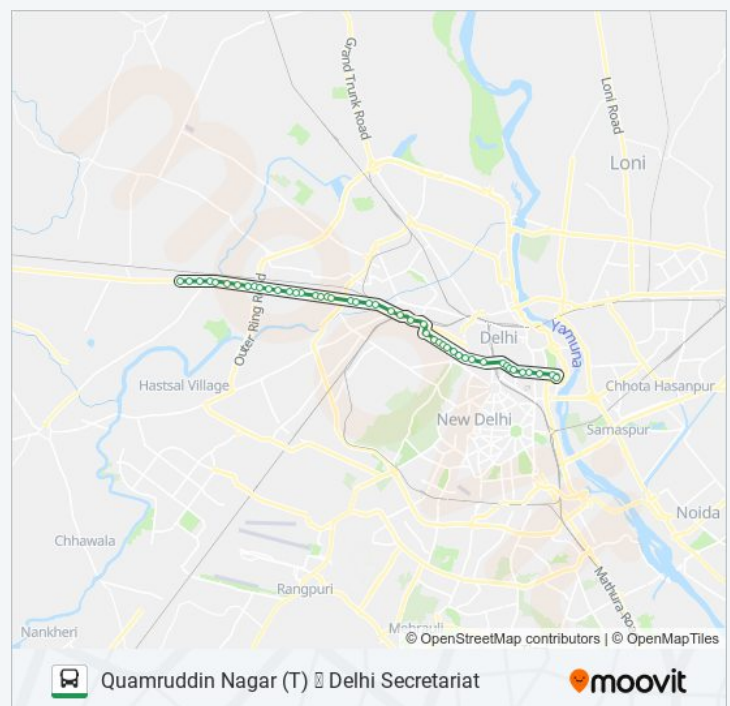 Grand Trunk Road
Loni Road
Loni
Outer Ring Road
Delhi
Yamuna
Hastsal Village
Chhota Hasanpur
New Delhi
Samaspur
Noida
Chhawala
Rangpuri
Mathura Ro
Nankheri
Mehrauli
© OpenStreetMap contributors | © OpenMapTiles
Quamruddin Nagar (T) ▯ Delhi Secretariat
moovit